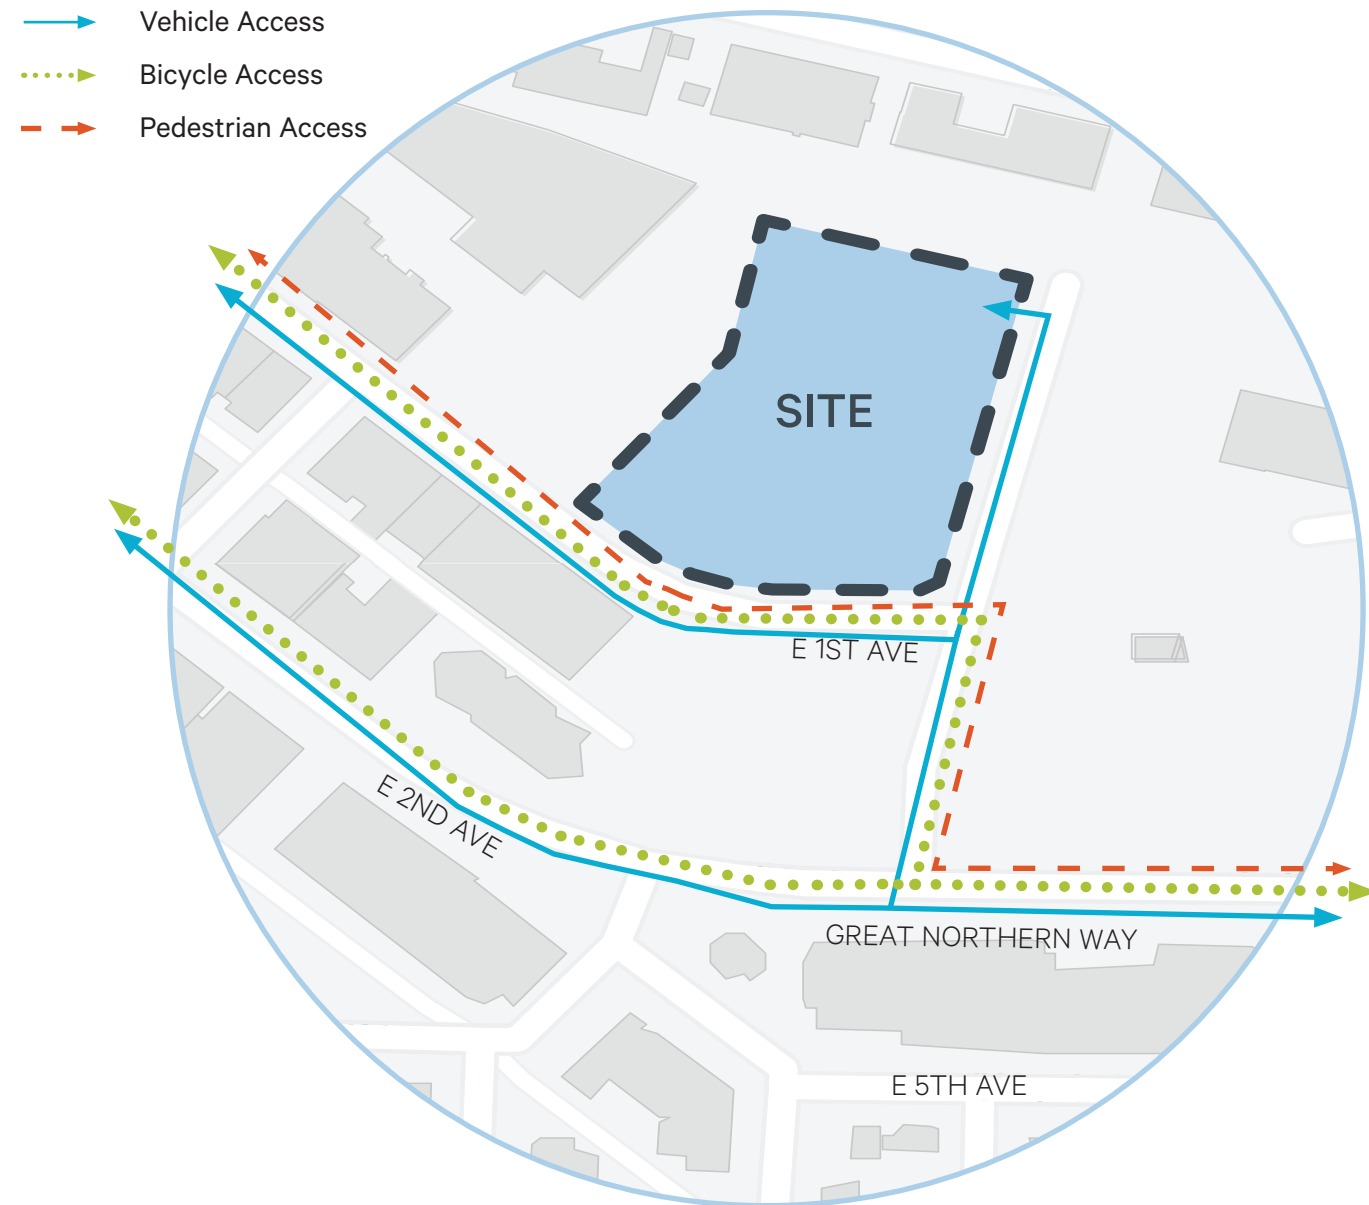 Vehicle Access
Bicycle Access
Pedestrian Access
SITE
E 1ST AVE
E 2ND AVE
GREAT NORTHERN WAY
E 5TH AVE